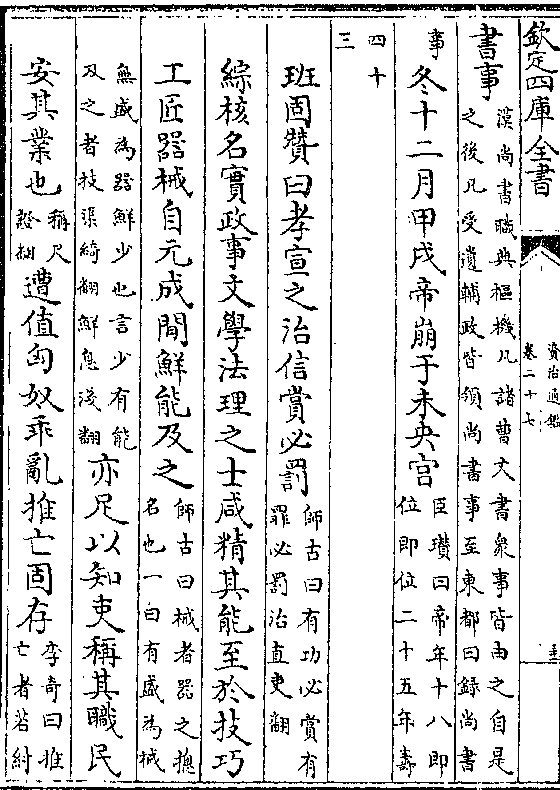 欽定四庫全書
資治通鑑
卷二十七
書事漢尚書職典樞機凡諸曹文書衆事皆由之自是
之後凡受遺輔政皆領尚書事至東都曰錄尚書
事
冬十二月甲戌帝崩于未央宫臣瓚曰帝年十八即
位即位二十五年壽
四十
三
班固贊曰孝宣之治信賞必罰師古曰有功必賞有
罪必罰治直吏翻
綜核名實政事文學法理之士咸精其能至於技巧
工匠器械自元成間鮮能及之師古曰械者器之摠
名也一曰有盛為械
無盛為器鮮少也言少有能
及之者技渠綺翻鮮息淺翻亦足以知吏稱其職民
安其業也稱尺
證翻遭值匈奴乖亂推亡固存李奇曰推
亡者若紂